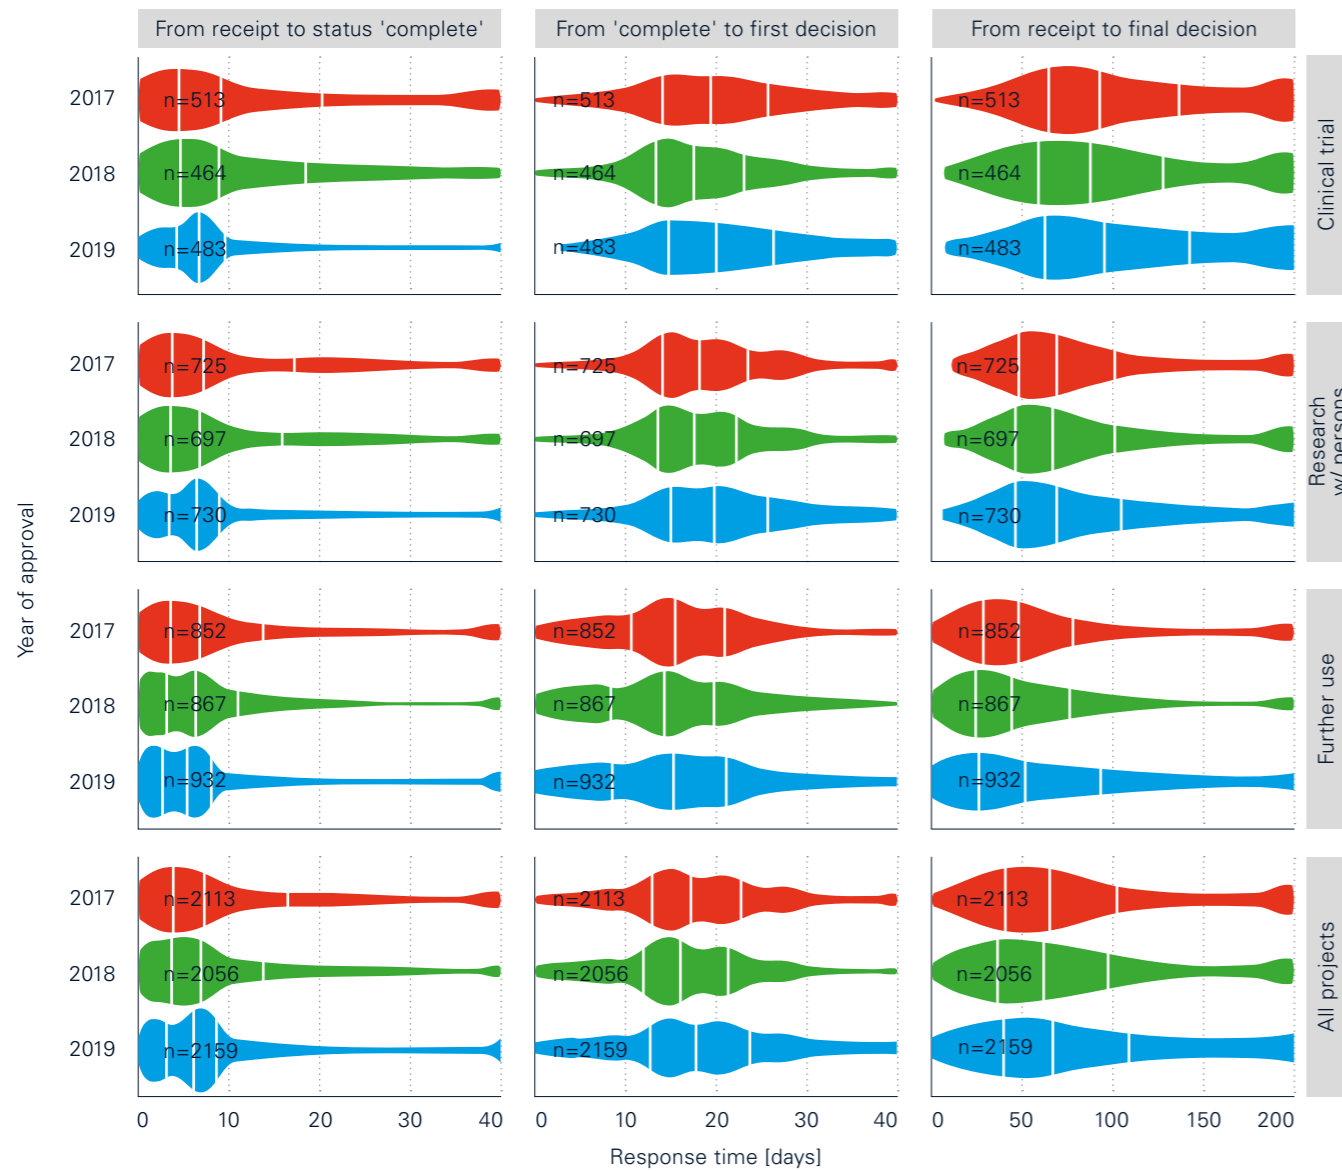 From receipt to status 'complete'
From 'complete' to first decision
From receipt to final decision
2017
n=513
n=513
n=513
2018
n=464
n=464
n=464
2019
n=483
n=483
n=483
Clinical trial
2017
n=725
n=725
n=725
2018
n=697
n=697
n=697
2019
n=730
n=730
n=730
Research
w/ persons
Year of approval
2017
n=852
n=852
n=852
2018
n=867
n=867
n=867
2019
n=932
n=932
n=932
Further use
2017
n=2113
n=2113
n=2113
2018
n=2056
n=2056
n=2056
2019
n=2159
n=2159
n=2159
All projects
0 10 20 30 40
0 10 20 30 40
0 50 100 150 200
Response time [days]